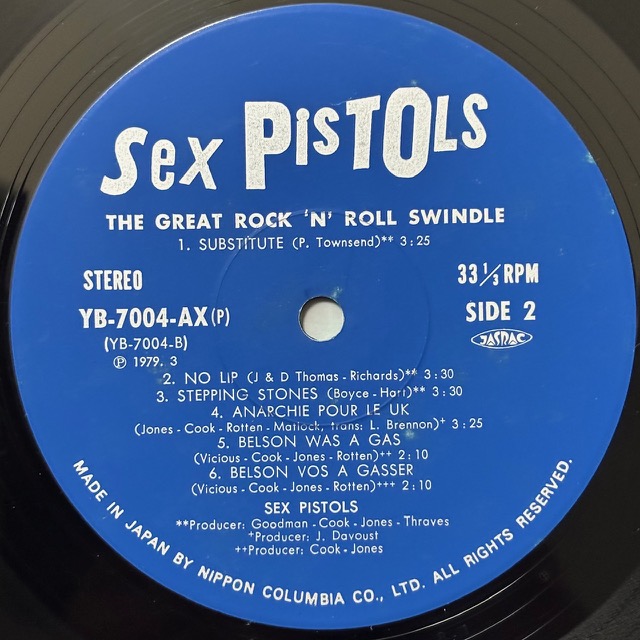 Sex PISTOLS
THE GREAT ROCK 'N' ROLL SWINDLE
1. SUBSTITUTE (P. Townsend)** 3:25
STEREO
33 1/3 RPM
YB-7004-AX(P)
SIDE 2
(YB-7004-B)
JASRAC
Ⓟ 1979. 3
2. NO LIP (J & D Thomas - Richards)** 3:30
3. STEPPING STONES (Boyce - Hart)** 3:30
4. ANARCHIE POUR LE UK
(Jones - Cook - Rotten - Matlock, trans: L. Brennon)+ 3:25
5. BELSON WAS A GAS
(Vicious - Cook - Jones - Rotten)++ 2:10
6. BELSON VOS A GASSER
(Vicious - Cook - Jones - Rotten)+++ 2:10
SEX PISTOLS
**Producer: Goodman - Cook - Jones - Thraves
+Producer: J. Davoust
++Producer: Cook - Jones
MADE IN JAPAN BY NIPPON COLUMBIA CO., LTD. ALL RIGHTS RESERVED.